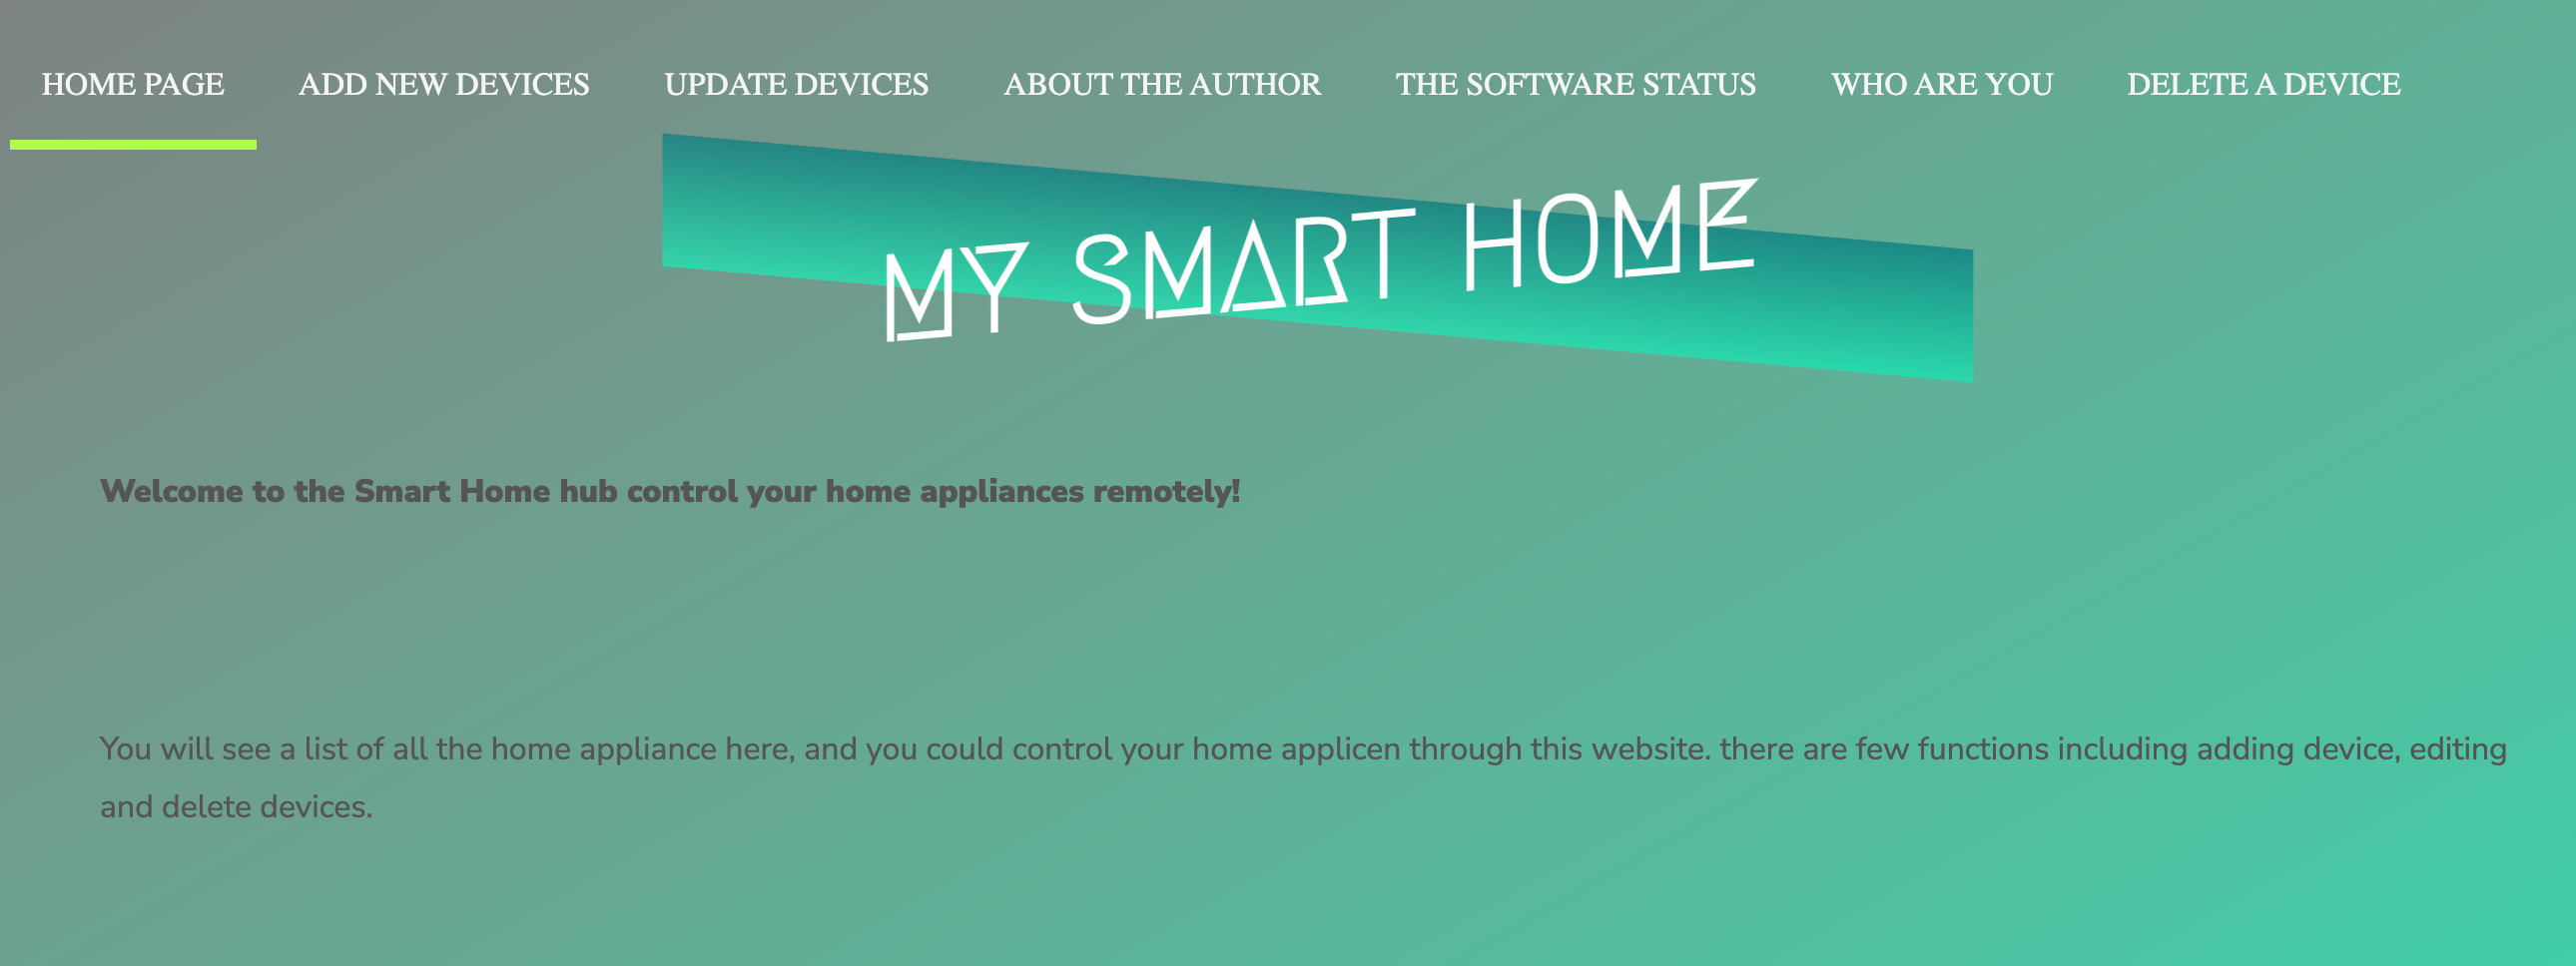 HOME PAGE ADD NEW DEVICES UPDATE DEVICES ABOUT THE AUTHOR THE SOFTWARE STATUS WHO ARE YOU DELETE A DEVICE
MY SMART HOME
Welcome to the Smart Home hub control your home appliances remotely!
You will see a list of all the home appliance here, and you could control your home applicen through this website. there are few functions including adding device, editing
and delete devices.